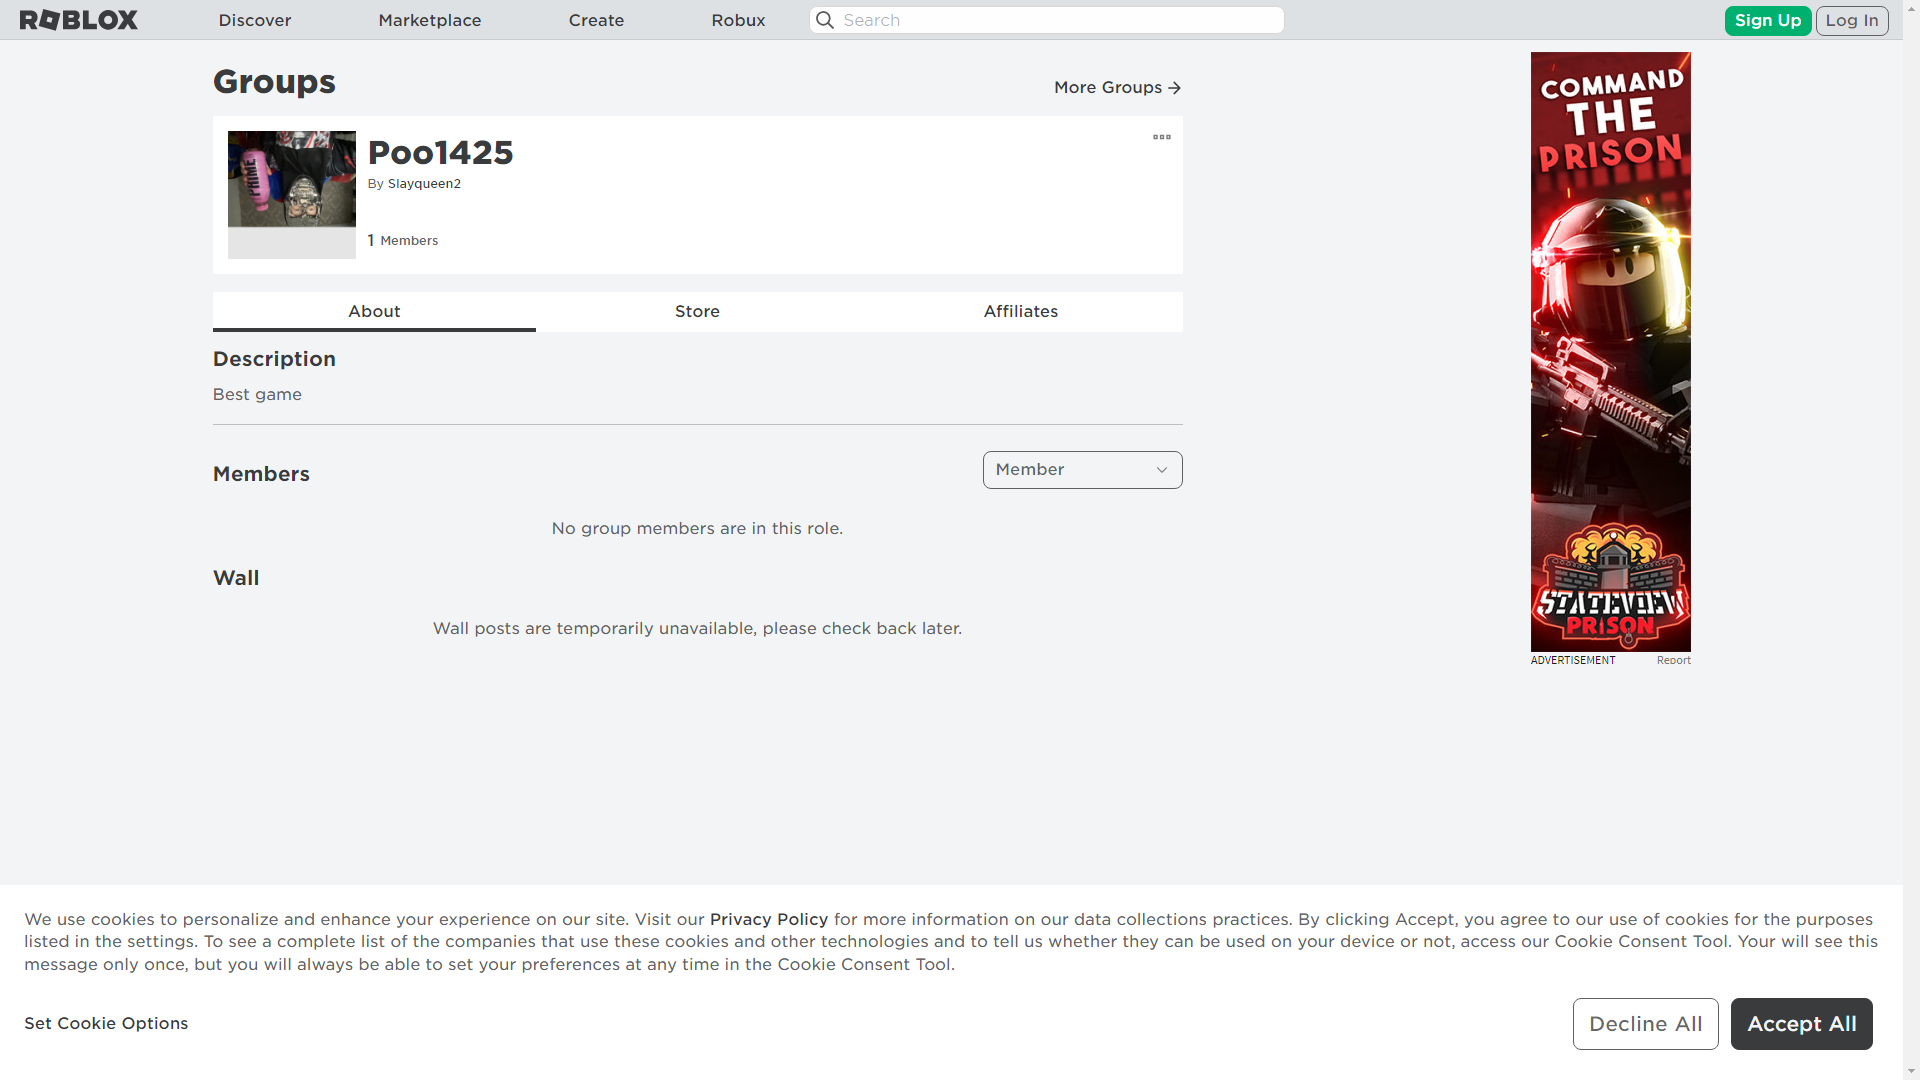 ROBLOX
Discover
Marketplace
Create
Robux
Search
Sign Up
Log In
Groups
More Groups
PRIME
Poo1425
By Slayqueen2
1 Members
About
Store
Affiliates
Description
Best game
Members
Member
No group members are in this role.
Wall
Wall posts are temporarily unavailable, please check back later.
COMMAND
THE
PRISON
STATEVIEW
PRISON
ADVERTISEMENT
Report
We use cookies to personalize and enhance your experience on our site. Visit our Privacy Policy for more information on our data collections practices. By clicking Accept, you agree to our use of cookies for the purposes
listed in the settings. To see a complete list of the companies that use these cookies and other technologies and to tell us whether they can be used on your device or not, access our Cookie Consent Tool. Your will see this
message only once, but you will always be able to set your preferences at any time in the Cookie Consent Tool.
Set Cookie Options
Decline All
Accept All